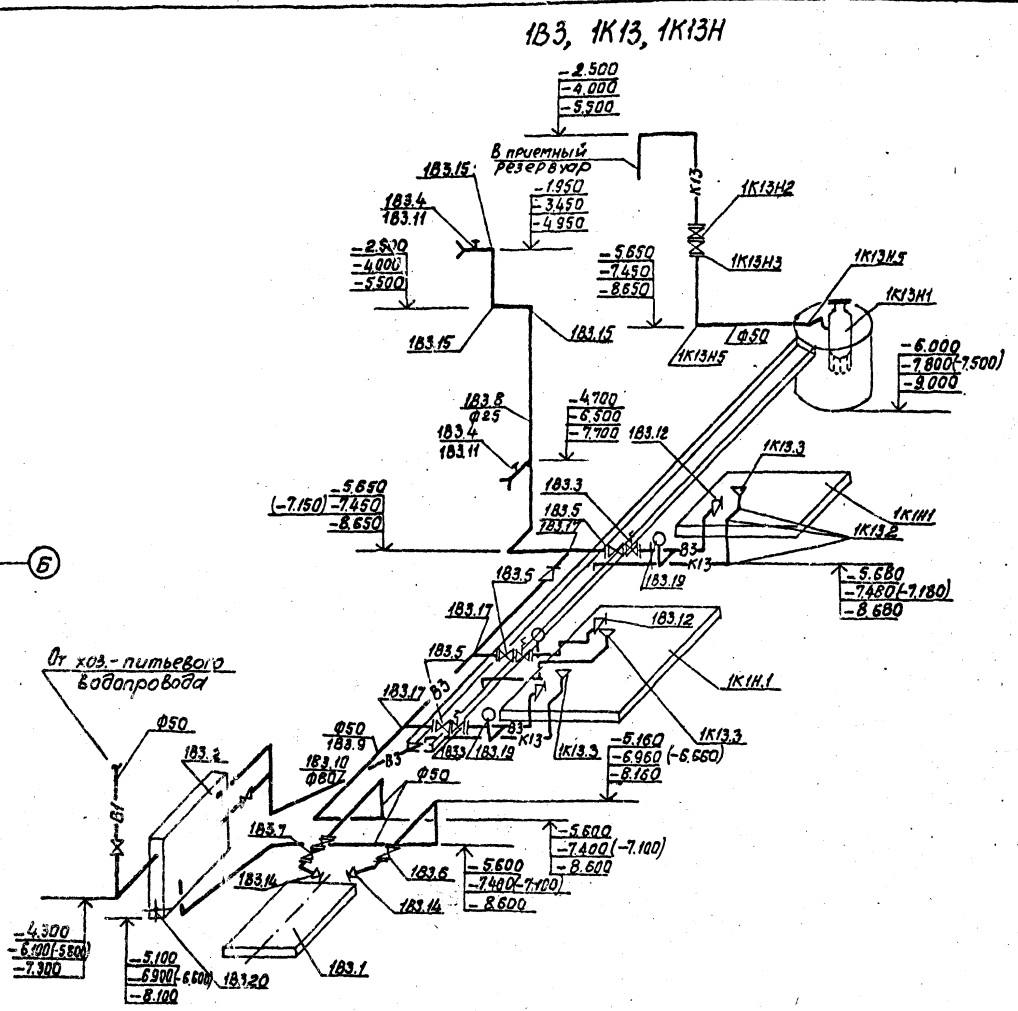 1В3, 1К13, 1К13Н
-2.500
-4.000
-5.500
В приемный
резервуар
К13
1К13Н2
1К13Н3
1В3.15
1В3.4
1В3.11
-1.950
-3.450
-4.950
-4.000
-5.500
1В3.15
1В3.15
-5.650
-7.450
-8.650
1К13Н5
1К13Н1
ф50
1К13Н5
-6.000
-7.800(-7.500)
-9.000
1В3.8
ф25
1В3.4
1В3.11
-4.700
-6.500
-7.700
1В3.12
1К13.3
1В3.3
1В3.5
1В3.17
-5.650
(-7.150) -7.450
-8.650
1К1Н1
1К13.2
В3
К13
1В3.19
Б
1В3.5
-5.680
-7.480(-7.180)
-8.680
1В3.17
1В3.12
1В3.5
1К1Н.1
От хоз.-питьевого
водопровода
1В3.17
В3
В3
К13
1К13.3
1К13.3
1В3.19
ф50
1В3.9
В3
1В3.10
ф80
ф50
ф50
1В3.2
В1
-5.160
-6.960 (-6.660)
-8.160
1В3.7
1В3.14
1В3.6
1В3.14
-5.600
-7.400(-7.100)
-8.600
-5.600
-7.400(-7.100)
-8.600
1В3.1
1В3.20
-4.300
-6.100(-5.800)
-7.300
-5.100
-6.900(-6.600)
-8.100